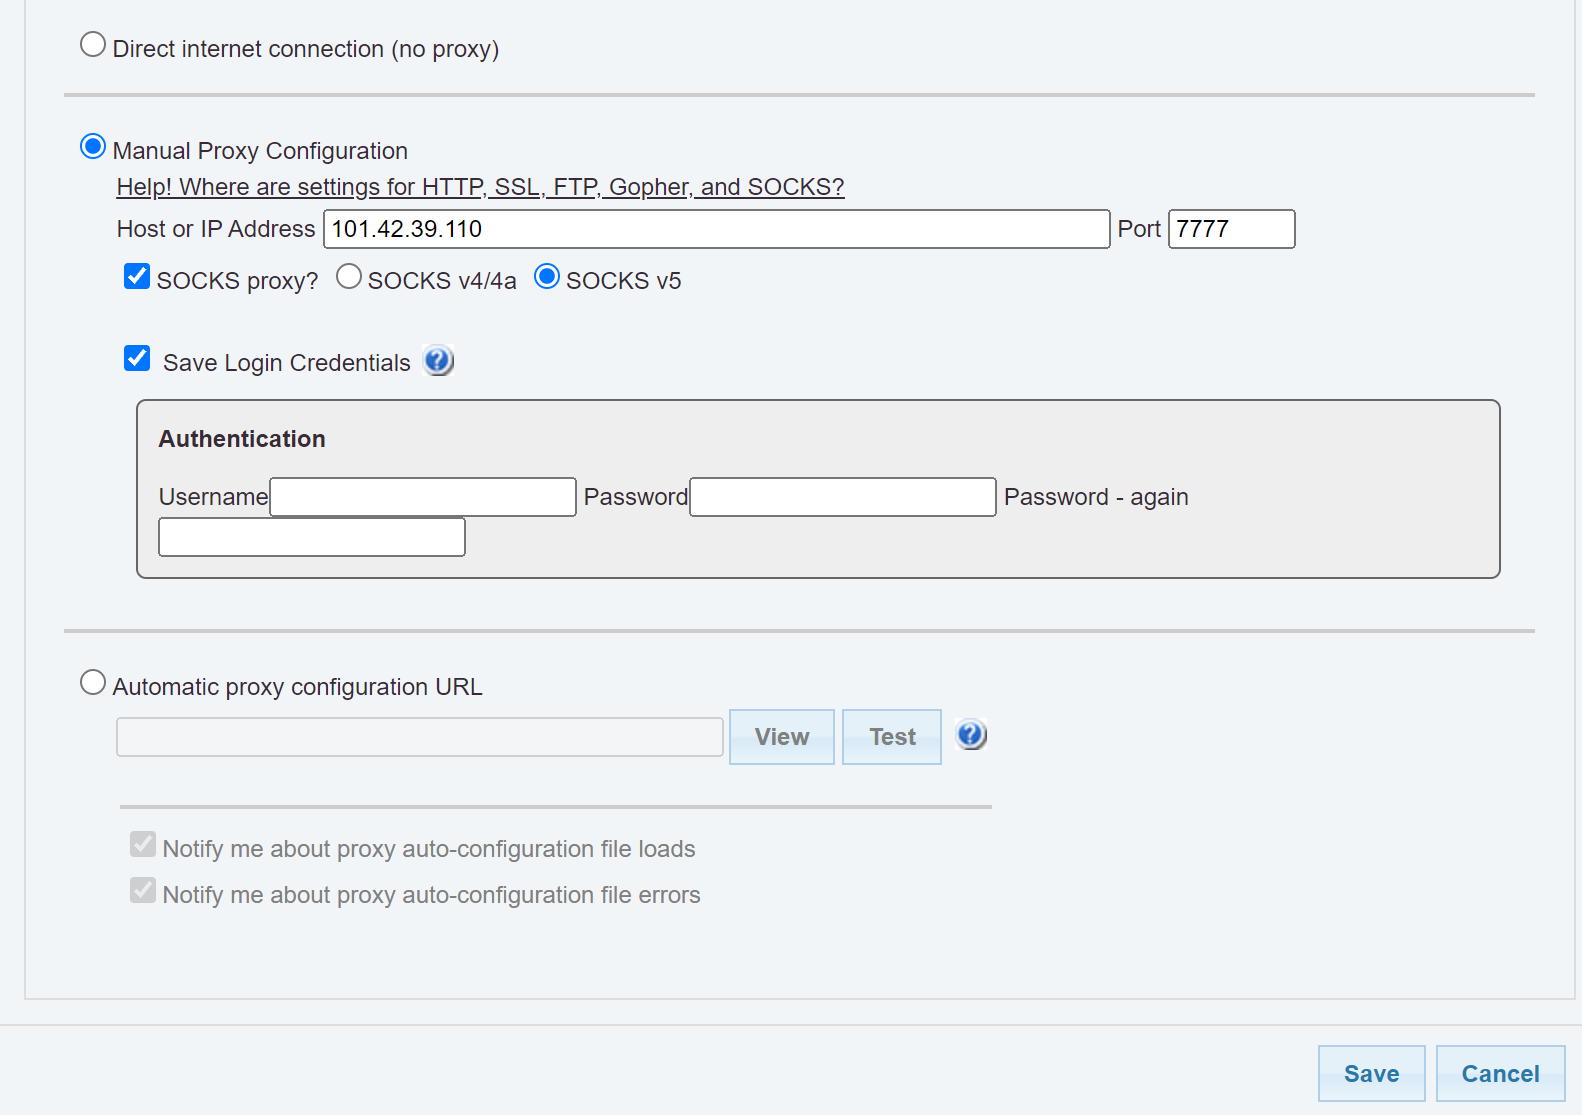 Direct internet connection (no proxy)
Manual Proxy Configuration
Help! Where are settings for HTTP, SSL, FTP, Gopher, and SOCKS?
Host or IP Address 101.42.39.110 Port 7777
SOCKS proxy? SOCKS v4/4a SOCKS v5
Save Login Credentials ?
Authentication
Username Password Password - again
Automatic proxy configuration URL
View Test ?
Notify me about proxy auto-configuration file loads
Notify me about proxy auto-configuration file errors
Save Cancel